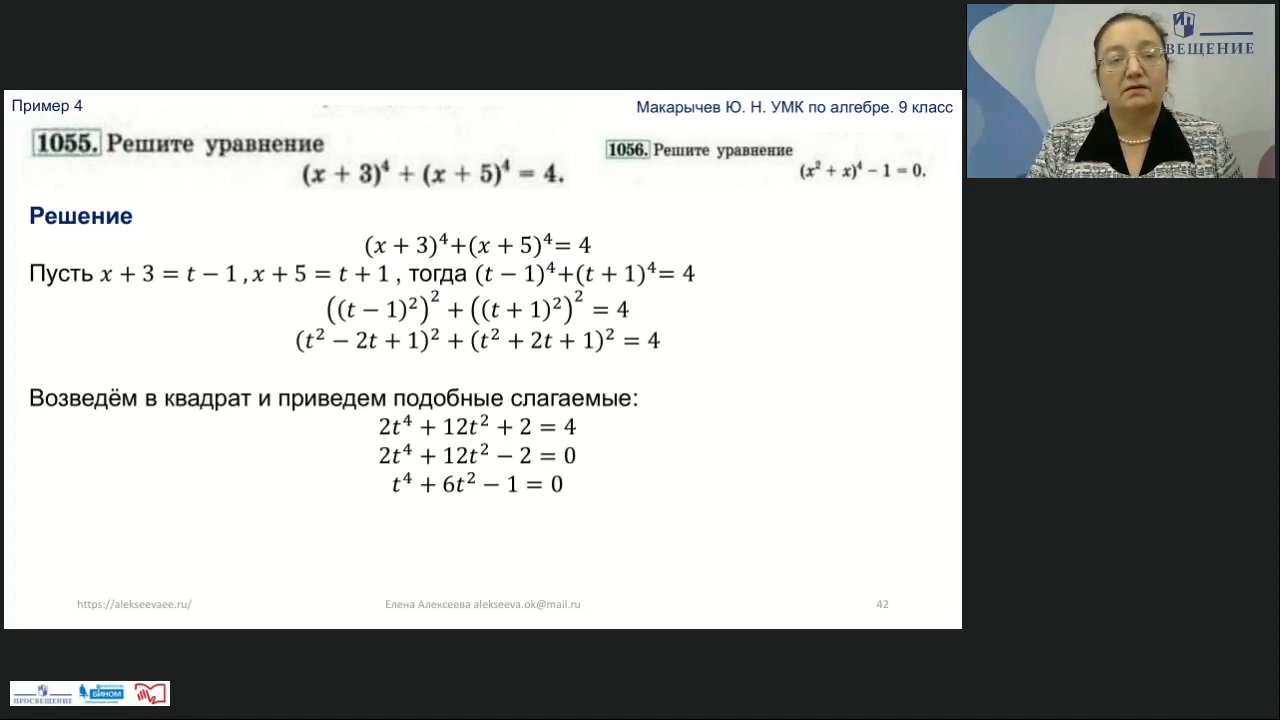 ВЕЩЕНИЕ
Пример 4
Макарычев Ю. Н. УМК по алгебре. 9 класс
1055. Решите уравнение
(x + 3)⁴ + (x + 5)⁴ = 4.
1056. Решите уравнение
(x² + x)⁴ − 1 = 0.
Решение
(x + 3)⁴+(x + 5)⁴= 4
Пусть x + 3 = t − 1 , x + 5 = t + 1 , тогда (t − 1)⁴+(t + 1)⁴= 4
((t − 1)²)² + ((t + 1)²)² = 4
(t² − 2t + 1)² + (t² + 2t + 1)² = 4
Возведём в квадрат и приведем подобные слагаемые:
2t⁴ + 12t² + 2 = 4
2t⁴ + 12t² − 2 = 0
t⁴ + 6t² − 1 = 0
https://alekseevaee.ru/
Елена Алексеева alekseeva.ok@mail.ru
42
ПРОСВЕЩЕНИЕ
БИНОМ